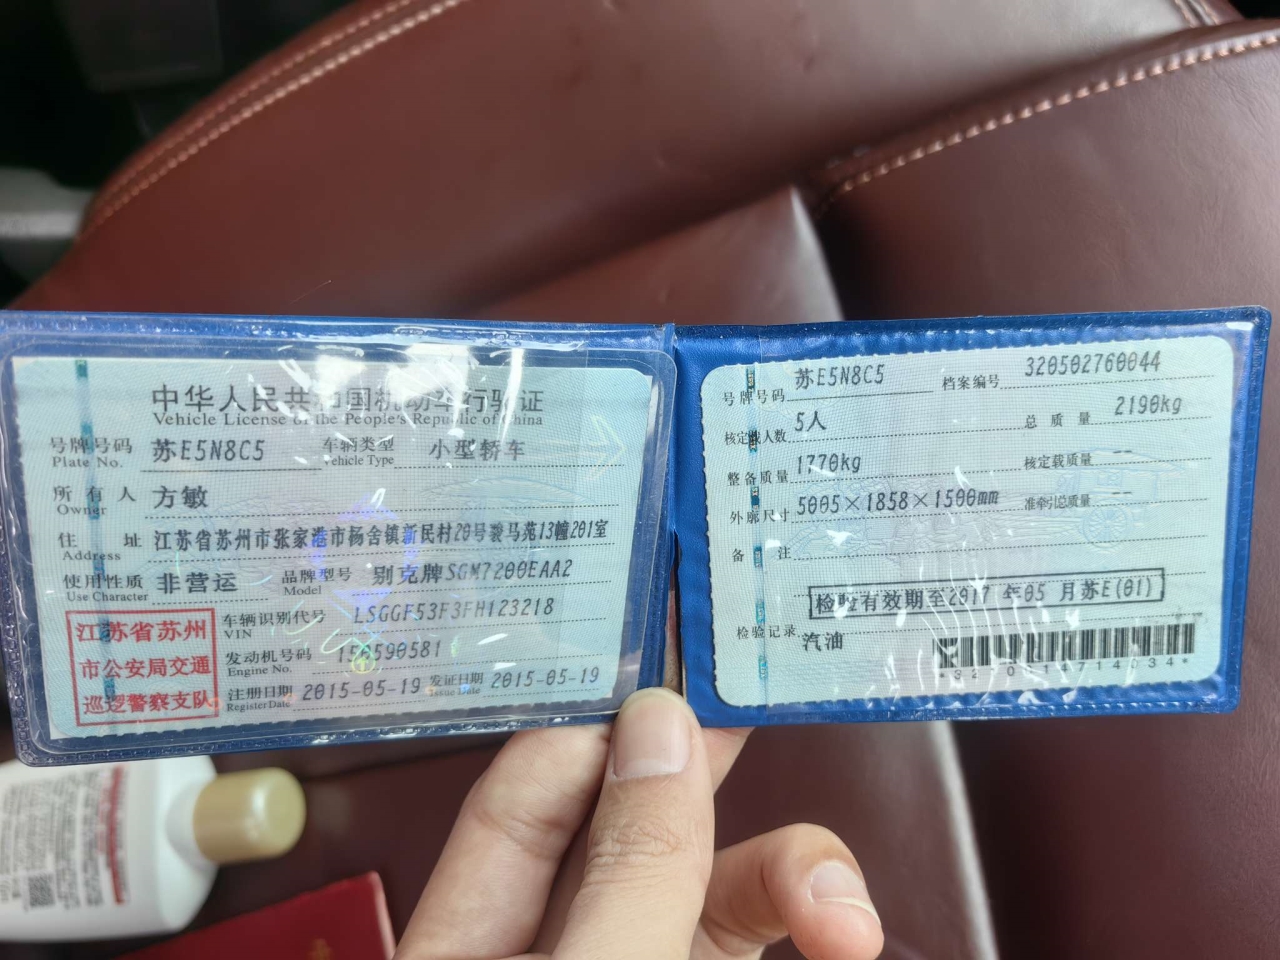 中华人民共和国机动车行驶证
Vehicle License of the People's Republic of China
号牌号码 苏E5N8C5 车辆类型 小型轿车
Plate No. Vehicle Type
所有人 方敏
Owner
住址 江苏省苏州市张家港市杨舍镇新民村20号骏马苑13幢201室
Address
使用性质 非营运 品牌型号 别克牌SGM7200EAA2
Use Character Model
江苏省苏州
市公安局交通
巡逻警察支队
车辆识别代号 LSGGF53F3FH123218
VIN
发动机号码 150590581
Engine No.
注册日期 2015-05-19 发证日期 2015-05-19
Register Date Issue Date
号牌号码 苏E5N8C5 档案编号 320502760044
核定载人数 5人 总质量 2190kg
整备质量 1770kg 核定载质量 --
外廓尺寸 5005×1858×1500mm 准牵引总质量 --
备注
检验有效期至2017年05月苏E(01)
检验记录 汽油